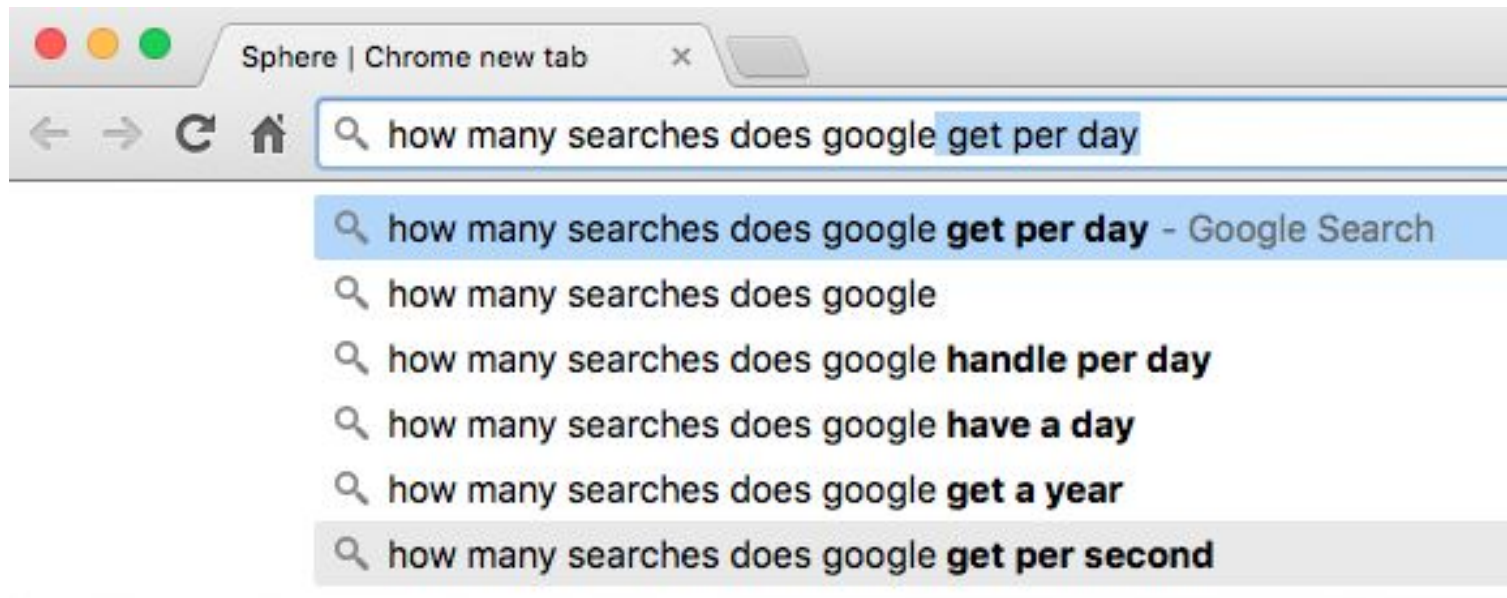 Sphere | Chrome new tab
how many searches does google get per day
how many searches does google get per day - Google Search
how many searches does google
how many searches does google handle per day
how many searches does google have a day
how many searches does google get a year
how many searches does google get per second